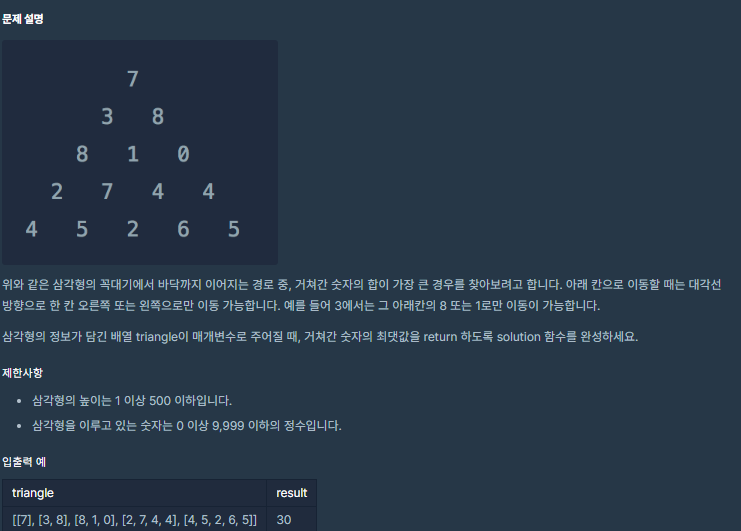 문제 설명
7
3 8
8 1 0
2 7 4 4
4 5 2 6 5
위와 같은 삼각형의 꼭대기에서 바닥까지 이어지는 경로 중, 거쳐간 숫자의 합이 가장 큰 경우를 찾아보려고 합니다. 아래 칸으로 이동할 때는 대각선
방향으로 한 칸 오른쪽 또는 왼쪽으로만 이동 가능합니다. 예를 들어 3에서는 그 아래칸의 8 또는 1로만 이동이 가능합니다.
삼각형의 정보가 담긴 배열 triangle이 매개변수로 주어질 때, 거쳐간 숫자의 최댓값을 return 하도록 solution 함수를 완성하세요.
제한사항
• 삼각형의 높이는 1 이상 500 이하입니다.
• 삼각형을 이루고 있는 숫자는 0 이상 9,999 이하의 정수입니다.
입출력 예
triangle result
[[7], [3, 8], [8, 1, 0], [2, 7, 4, 4], [4, 5, 2, 6, 5]] 30